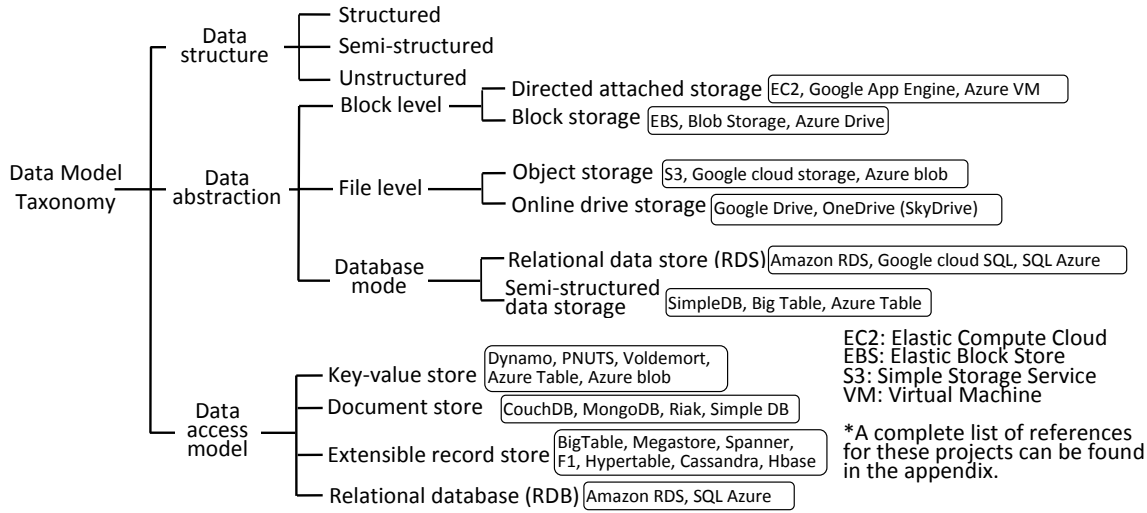 Data Model
Taxonomy
Data
structure
Structured
Semi-structured
Unstructured
Data
abstraction
Block level
Directed attached storage
EC2, Google App Engine, Azure VM
Block storage
EBS, Blob Storage, Azure Drive
File level
Object storage
S3, Google cloud storage, Azure blob
Online drive storage
Google Drive, OneDrive (SkyDrive)
Database
mode
Relational data store (RDS)
Amazon RDS, Google cloud SQL, SQL Azure
Semi-structured
data storage
SimpleDB, Big Table, Azure Table
Data
access
model
Key-value store
Dynamo, PNUTS, Voldemort,
Azure Table, Azure blob
Document store
CouchDB, MongoDB, Riak, Simple DB
Extensible record store
BigTable, Megastore, Spanner,
F1, Hypertable, Cassandra, Hbase
Relational database (RDB)
Amazon RDS, SQL Azure
EC2: Elastic Compute Cloud
EBS: Elastic Block Store
S3: Simple Storage Service
VM: Virtual Machine
*A complete list of references
for these projects can be found
in the appendix.